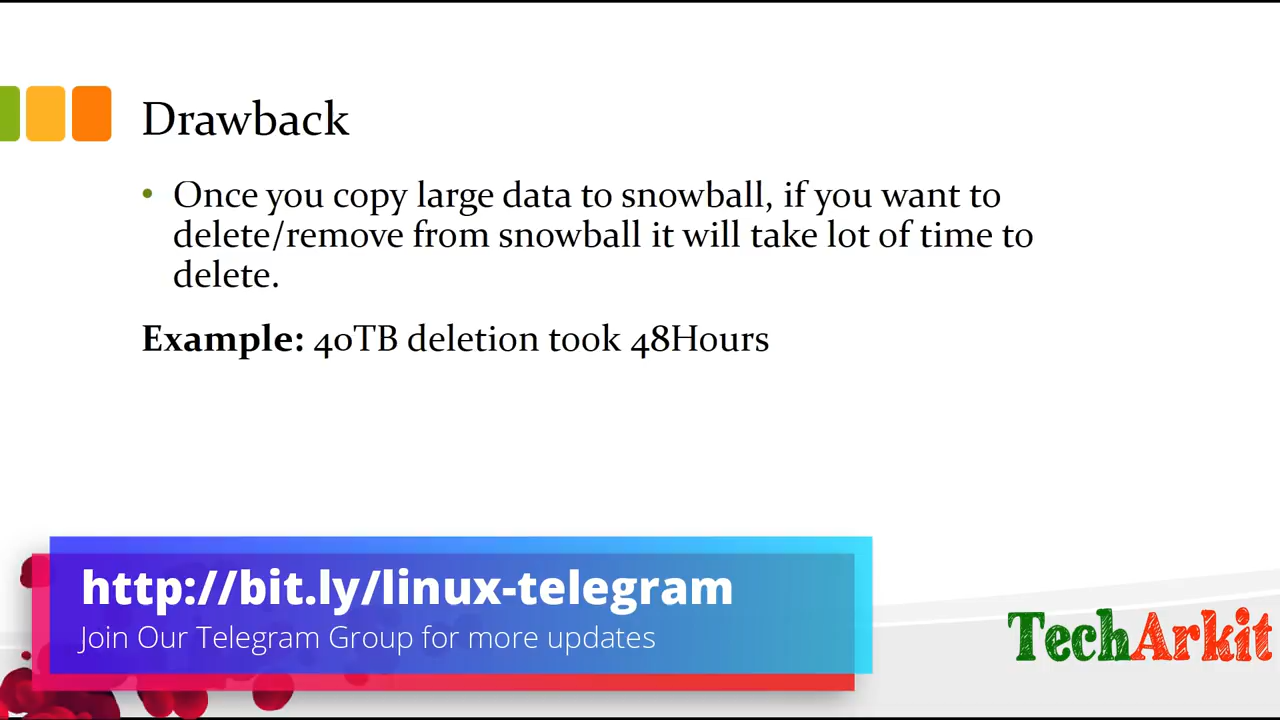 Drawback
• Once you copy large data to snowball, if you want to
delete/remove from snowball it will take lot of time to
delete.
Example: 40TB deletion took 48Hours
http://bit.ly/linux-telegram
Join Our Telegram Group for more updates
TechArkit